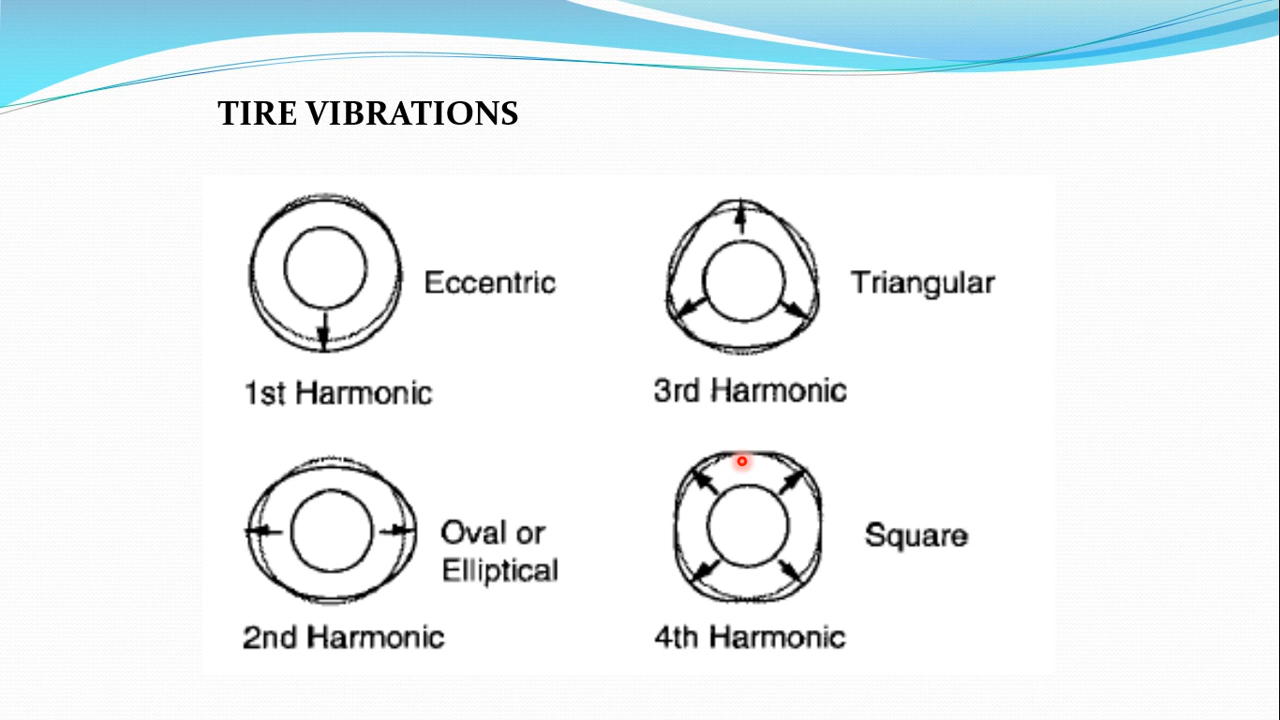 TIRE VIBRATIONS
Eccentric
1st Harmonic
Triangular
3rd Harmonic
Oval or
Elliptical
2nd Harmonic
Square
4th Harmonic